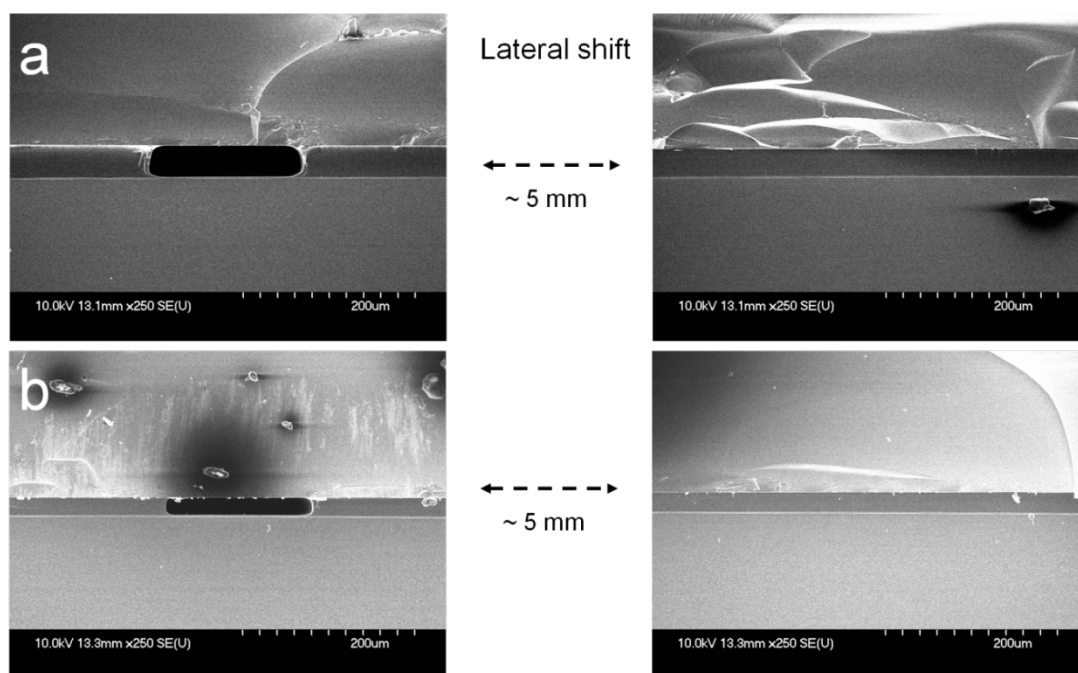 a
Lateral shift
~ 5 mm
10.0kV 13.1mm x250 SE(U)
200um
10.0kV 13.1mm x250 SE(U)
200um
b
~ 5 mm
10.0kV 13.3mm x250 SE(U)
200um
10.0kV 13.3mm x250 SE(U)
200um